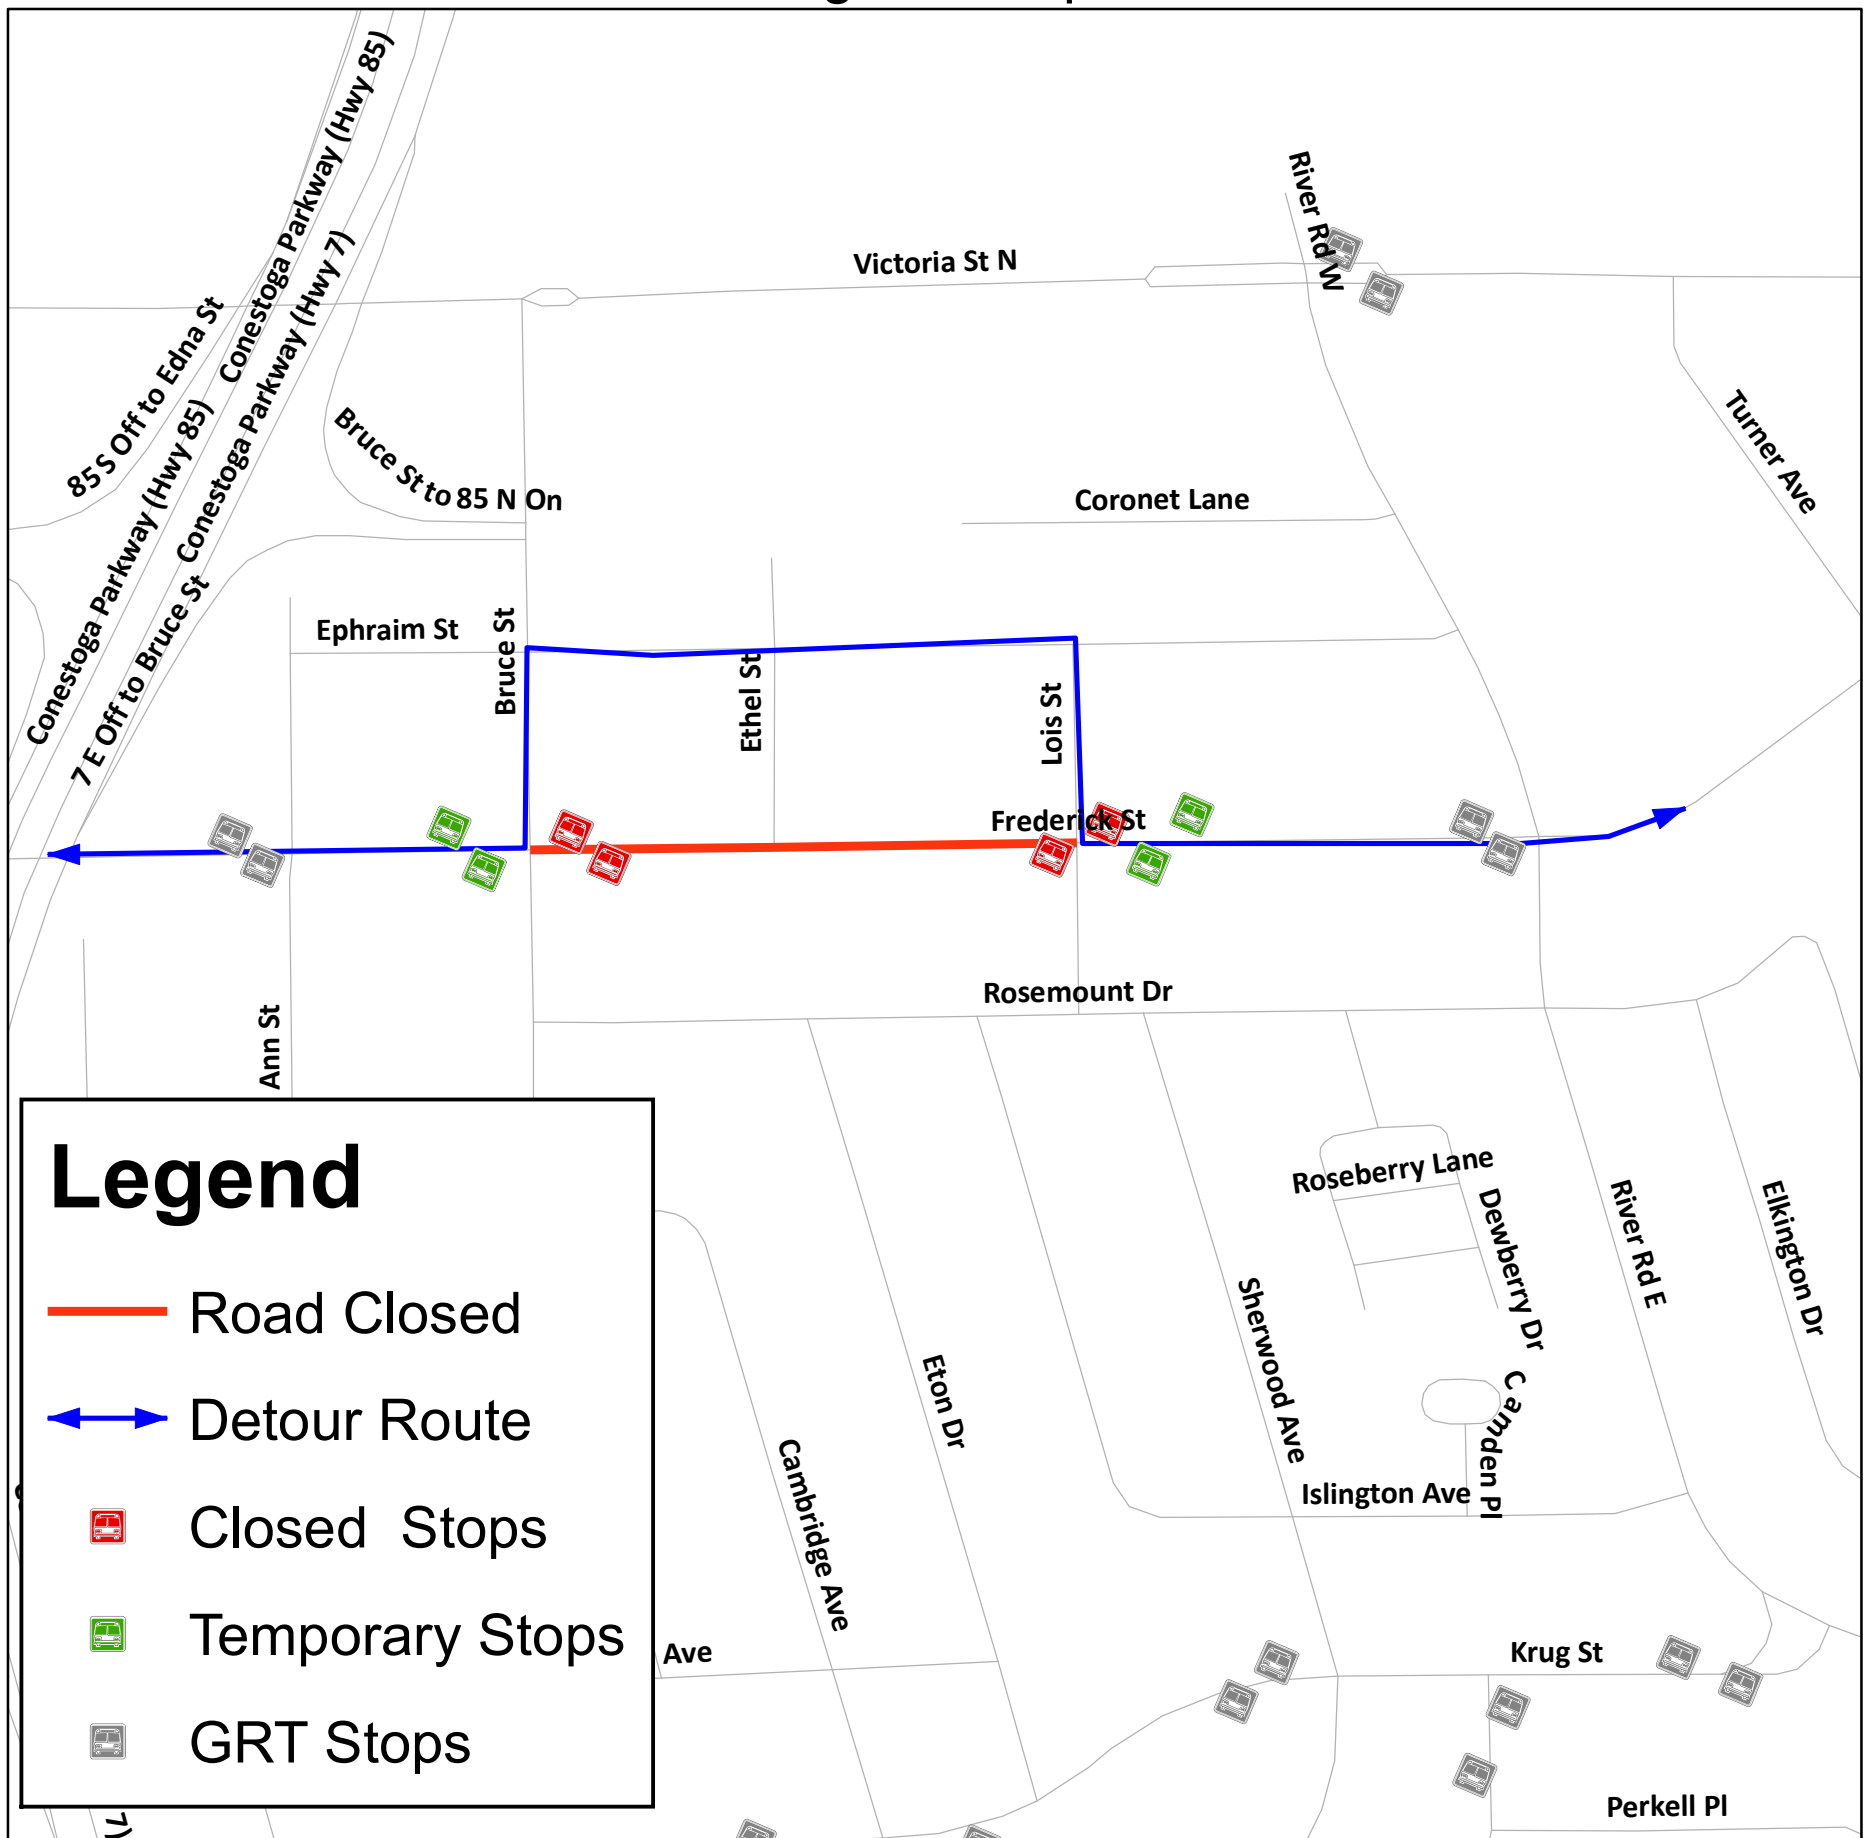 Conestoga Parkway (Hwy 85)
River Rd W
Victoria St N
Conestoga Parkway (Hwy 7)
85 S Off to Edna St
Turner Ave
Bruce St to 85 N On
Coronet Lane
Conestoga Parkway (Hwy 85)
7 E Off to Bruce St
Ephraim St
Bruce St
Ethel St
Lois St
Frederick St
Rosemount Dr
Ann St
Roseberry Lane
Dewberry Dr
River Rd E
Elkington Dr
Sherwood Ave
Eton Dr
Cambridge Ave
Camden Pl
Islington Ave
Ave
Krug St
Perkell Pl
Legend
Road Closed
Detour Route
Closed Stops
Temporary Stops
GRT Stops
7)